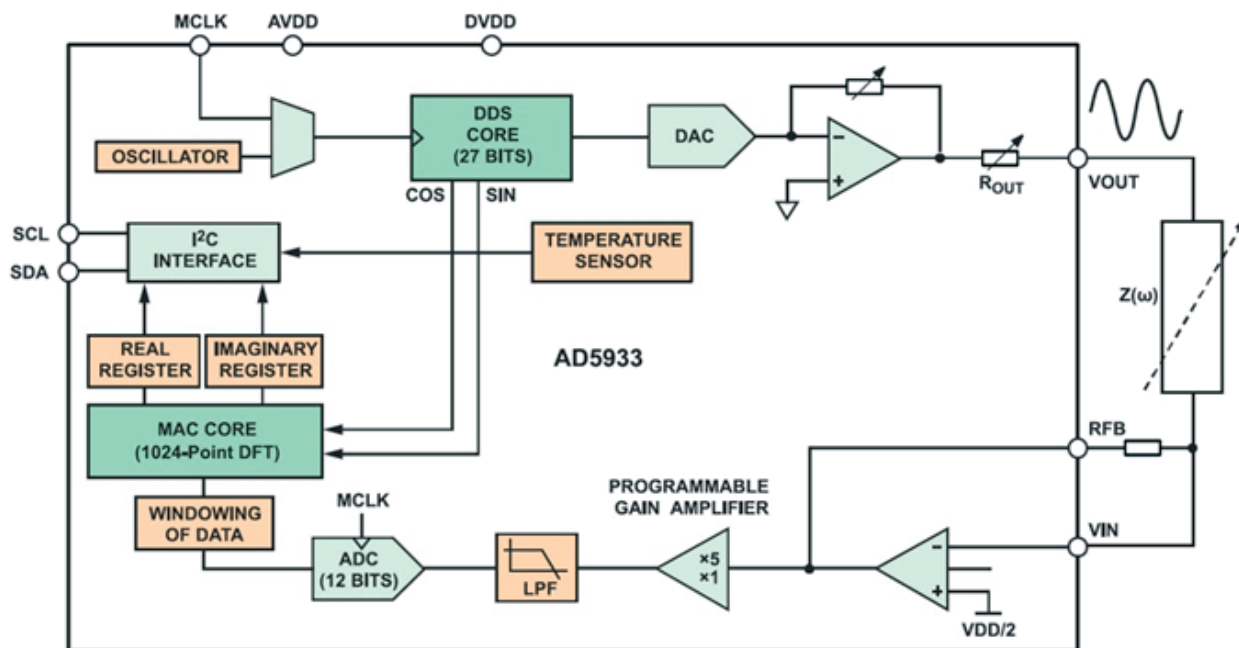 MCLK AVDD DVDD
DDS
CORE
(27 BITS)
DAC
OSCILLATOR
ROUT
VOUT
COS SIN
SCL
SDA
I²C
INTERFACE
TEMPERATURE
SENSOR
Z(ω)
REAL
REGISTER
IMAGINARY
REGISTER
AD5933
MAC CORE
(1024-Point DFT)
RFB
WINDOWING
OF DATA
MCLK
ADC
(12 BITS)
LPF
PROGRAMMABLE
GAIN AMPLIFIER
×5
×1
VIN
VDD/2